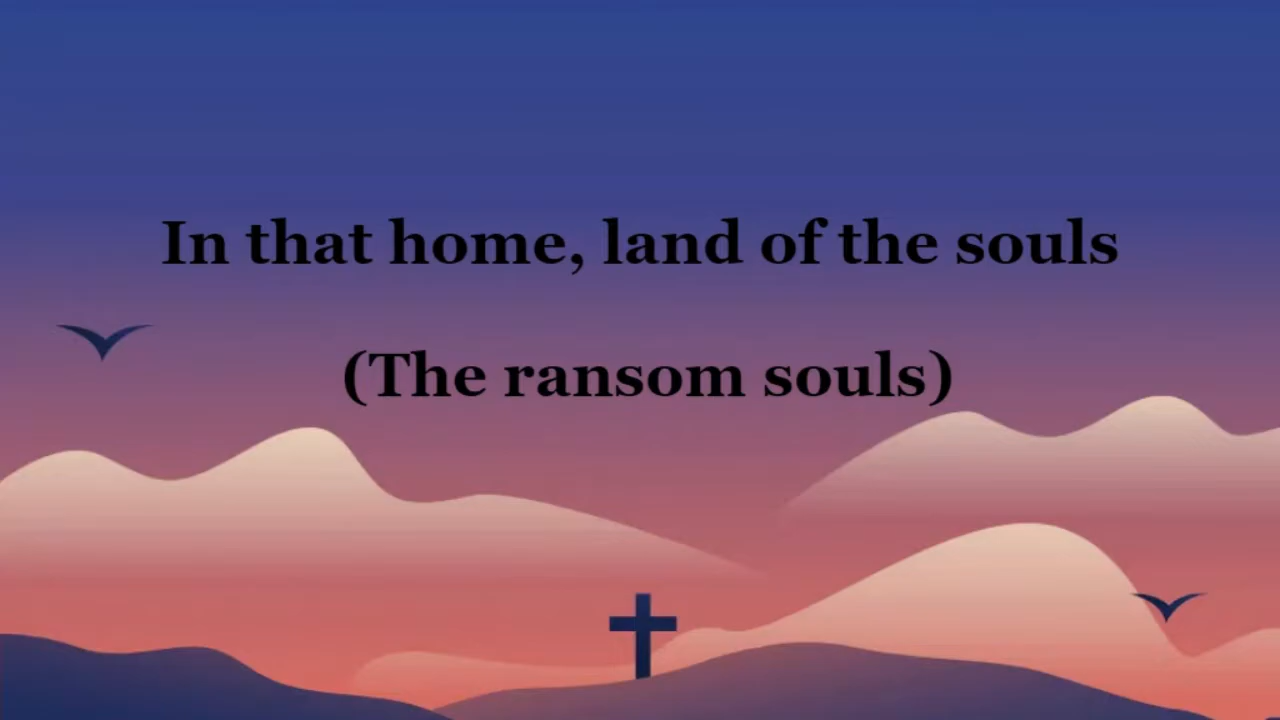 In that home, land of the souls
(The ransom souls)